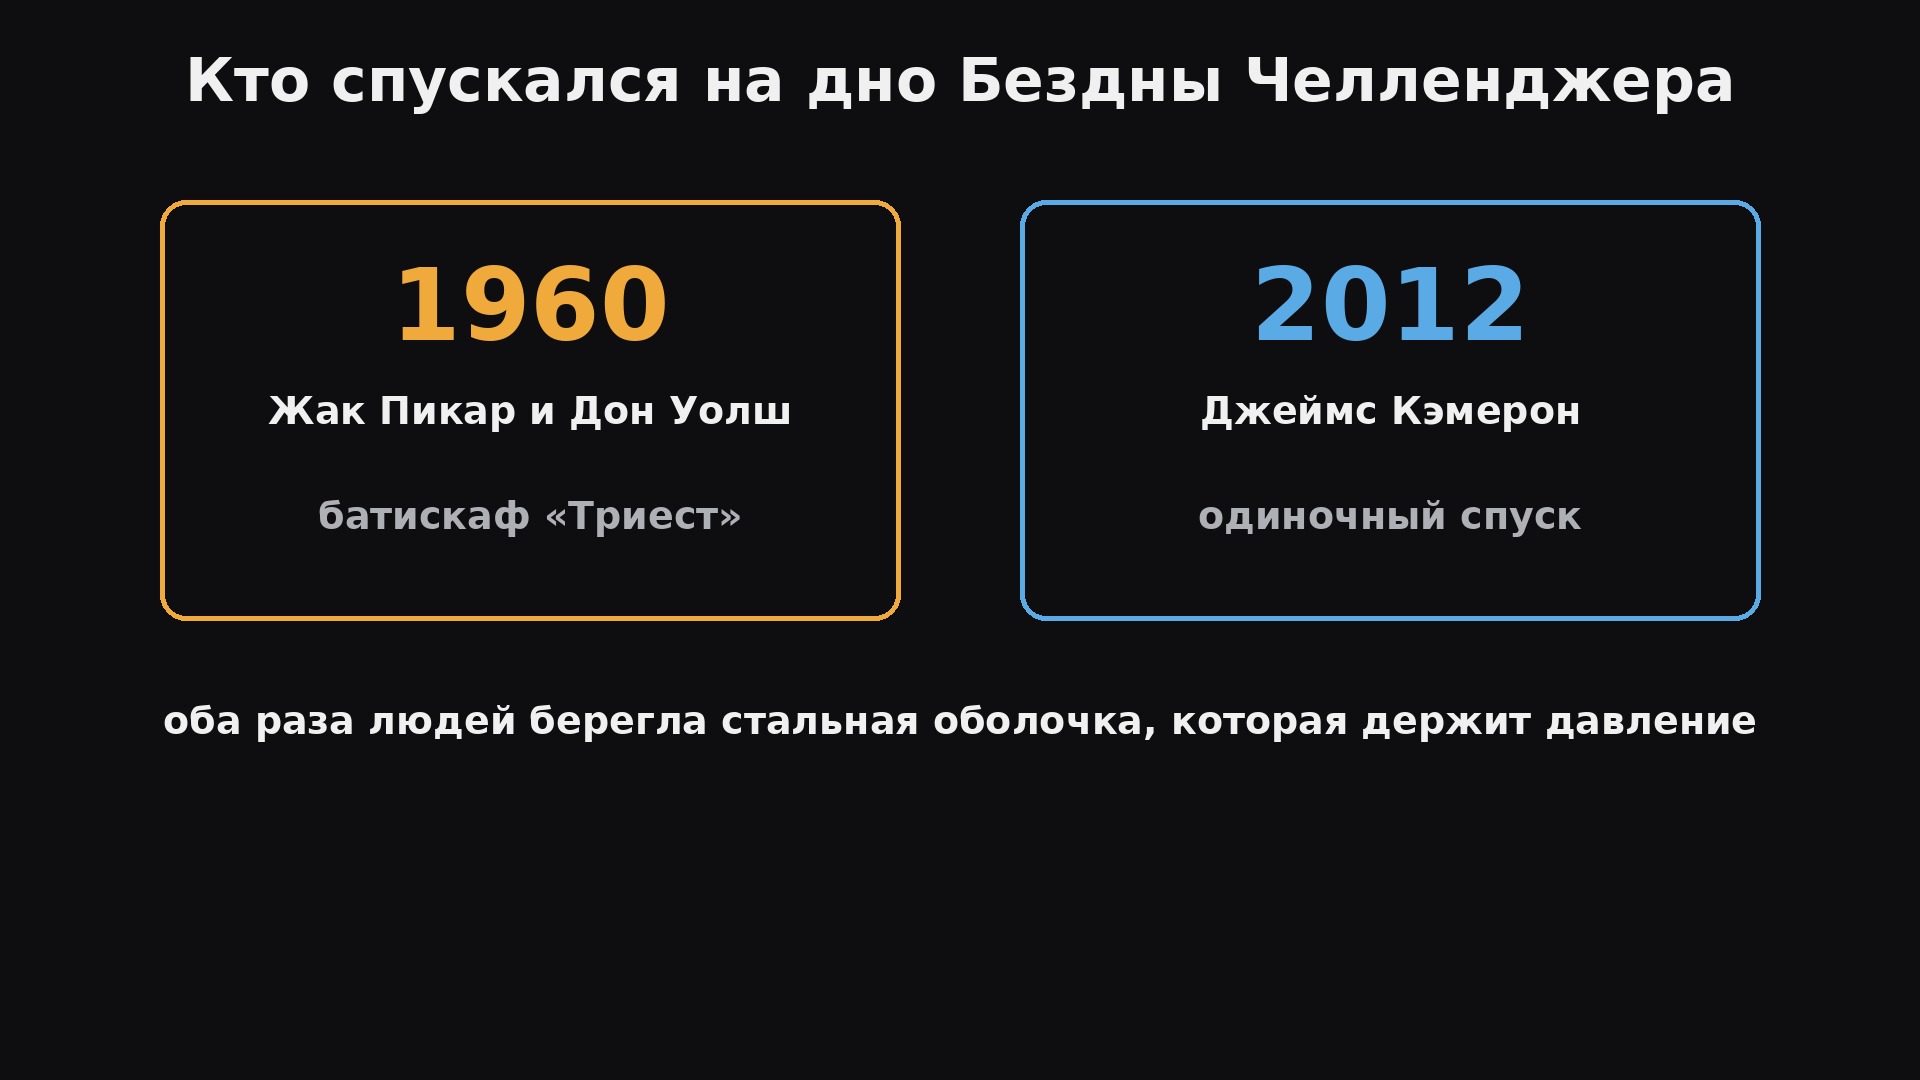 Кто спускался на дно Бездны Челленджера
1960
Жак Пикар и Дон Уолш
батискаф «Триест»
2012
Джеймс Кэмерон
одиночный спуск
оба раза людей берегла стальная оболочка, которая держит давление